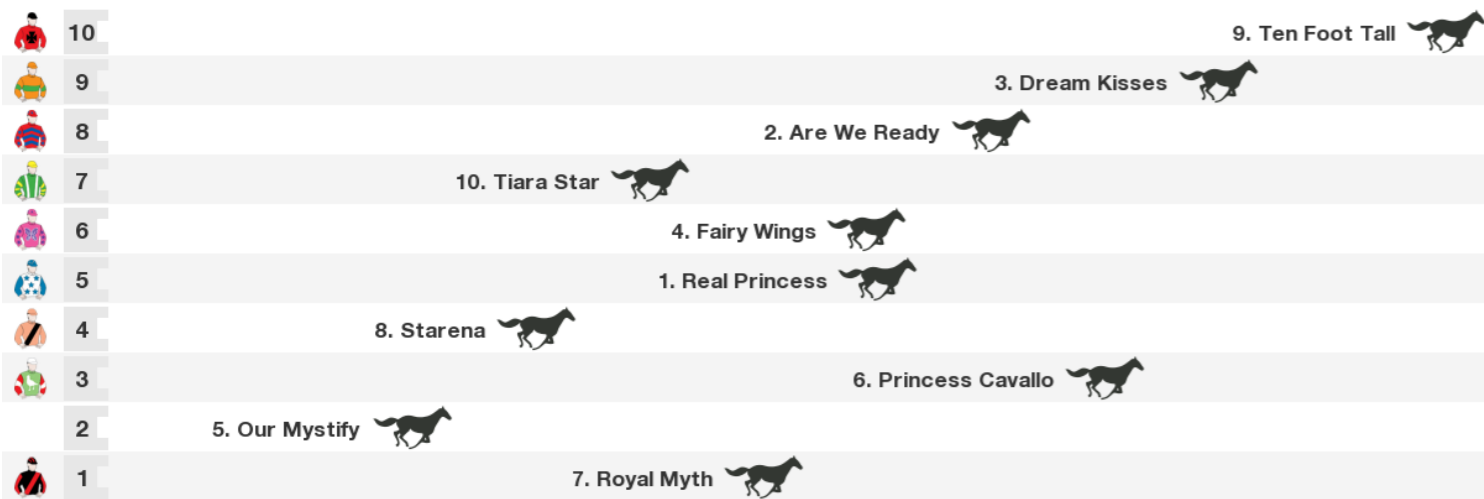 10 9. Ten Foot Tall
9 3. Dream Kisses
8 2. Are We Ready
7 10. Tiara Star
6 4. Fairy Wings
5 1. Real Princess
4 8. Starena
3 6. Princess Cavallo
2 5. Our Mystify
1 7. Royal Myth